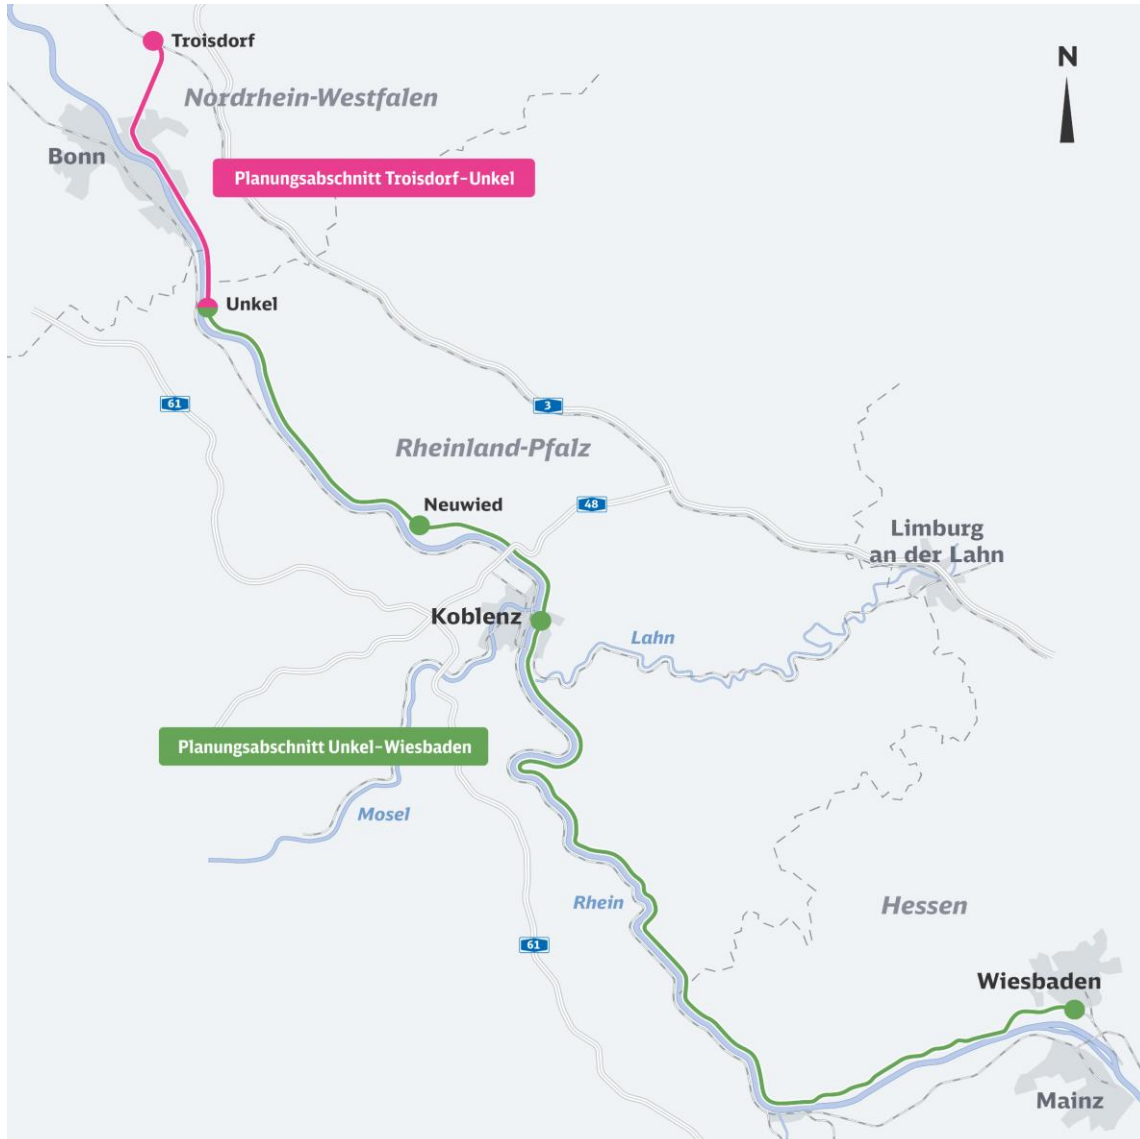 Troisdorf
N
Nordrhein-Westfalen
Bonn
Planungsabschnitt Troisdorf-Unkel
Unkel
61
3
Rheinland-Pfalz
Neuwied
48
Limburg
an der Lahn
Koblenz
Lahn
Planungsabschnitt Unkel-Wiesbaden
Mosel
Rhein
Hessen
61
Wiesbaden
Mainz